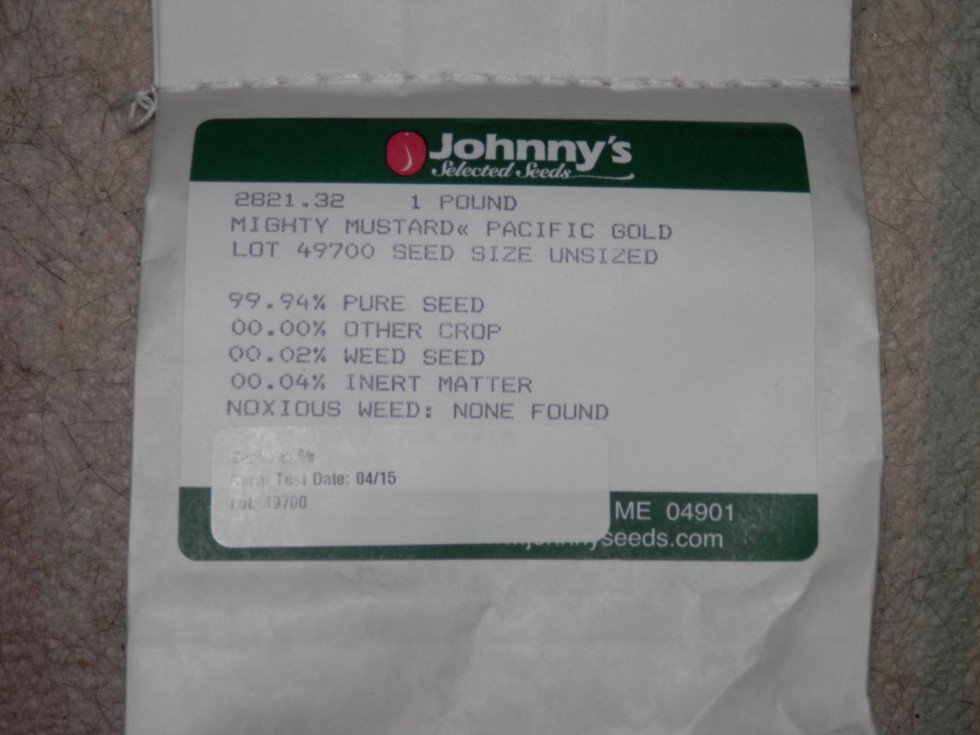 Johnny's
Selected Seeds
2821.32 1 POUND
MIGHTY MUSTARD« PACIFIC GOLD
LOT 49700 SEED SIZE UNSIZED
99.94% PURE SEED
00.00% OTHER CROP
00.02% WEED SEED
00.04% INERT MATTER
NOXIOUS WEED: NONE FOUND
Germ Test Date: 04/15
Lot: 49700
ME 04901
johnnyseeds.com